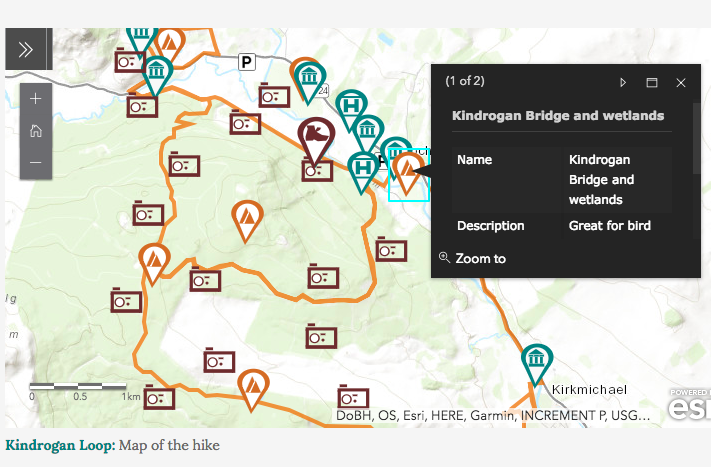 P
24
H
H
P
(1 of 2)
Kindrogan Bridge and wetlands
Name
Kindrogan
Bridge and
wetlands
Description
Great for bird
Zoom to
l g
m
0 0.5 1km
Kirkmichael
POWERED
esri
DoBH, OS, Esri, HERE, Garmin, INCREMENT P, USG...
Kindrogan Loop: Map of the hike